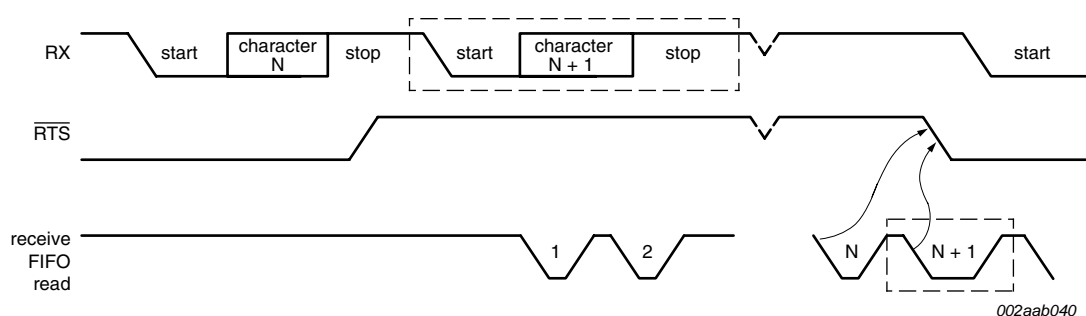 RX
start
character
N
stop
start
character
N + 1
stop
start
RTS
receive
FIFO
read
1
2
N
N + 1
002aab040